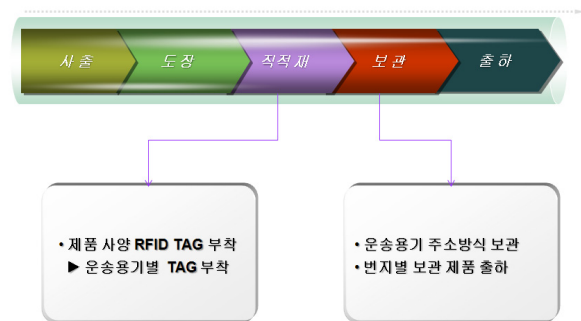 사 출
도 장
직적재
보 관
출 하
• 제품 사양 RFID TAG 부착
▶ 운송용기별 TAG 부착
• 운송용기 주소방식 보관
• 번지별 보관 제품 출하